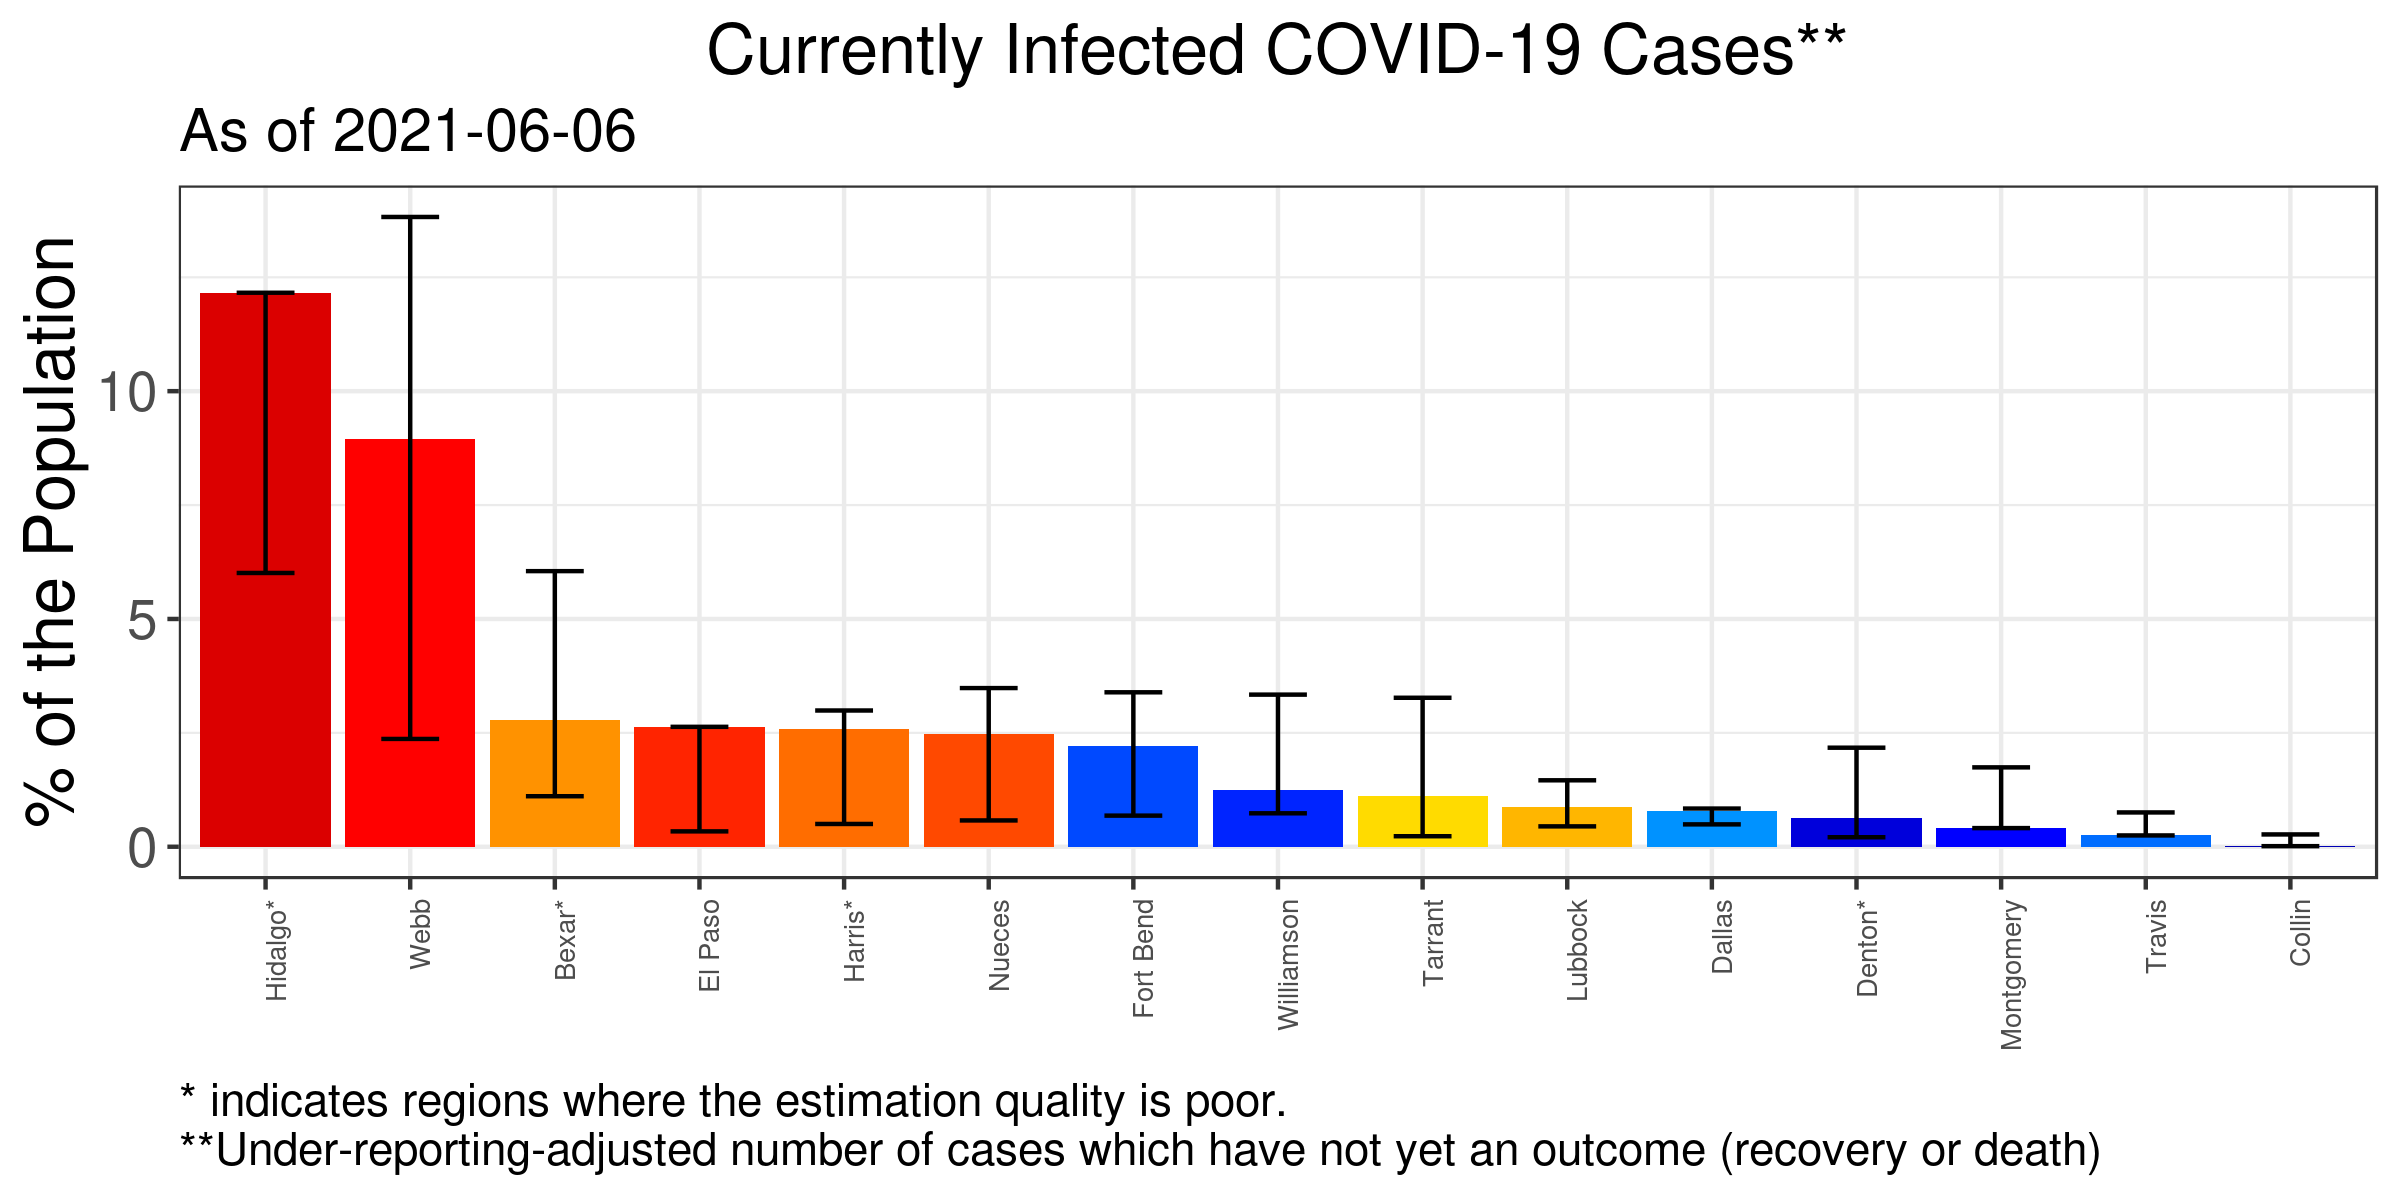 Currently Infected COVID-19 Cases**
As of 2021-06-06
% of the Population
10
5
0
Hidalgo*
Webb
Bexar*
El Paso
Harris*
Nueces
Fort Bend
Williamson
Tarrant
Lubbock
Dallas
Denton*
Montgomery
Travis
Collin
* indicates regions where the estimation quality is poor.
**Under-reporting-adjusted number of cases which have not yet an outcome (recovery or death)